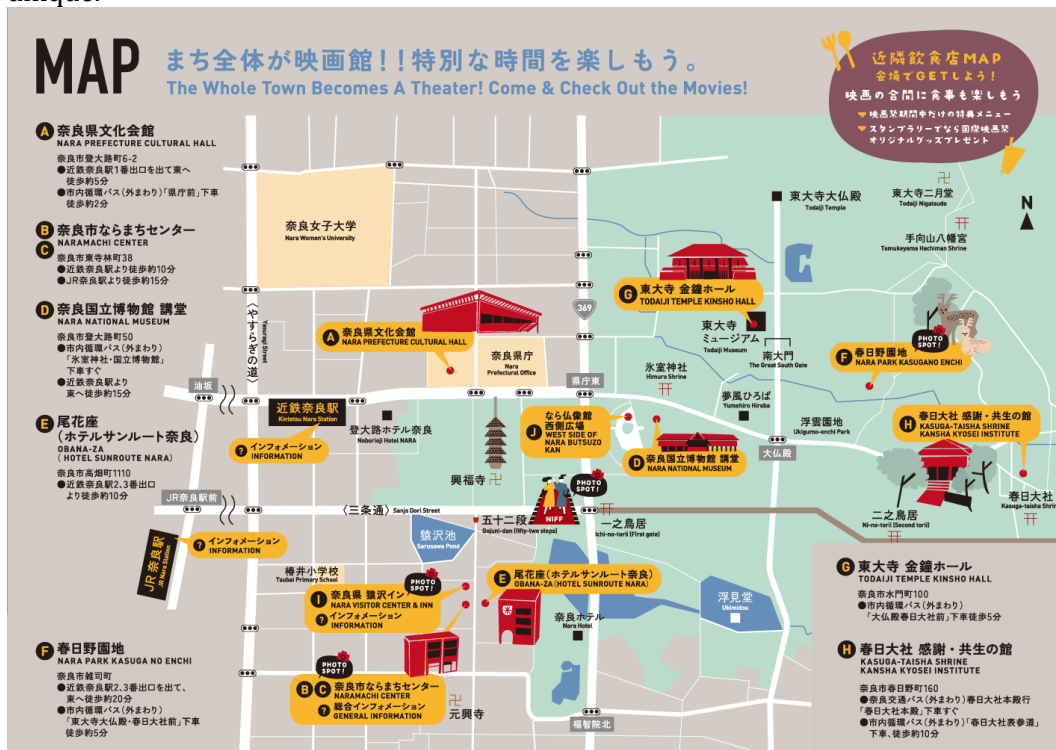 unique.
MAP
まち全体が映画館!!特別な時間を楽しもう。
The Whole Town Becomes A Theater! Come & Check Out the Movies!
近隣飲食店MAP
会場でGETしよう!
映画の合間に食事も楽しもう
映画祭期間中だけの特典メニュー
スタンプラリーでなら国際映画祭
オリジナルグッズプレゼント
A 奈良県文化会館
NARA PREFECTURE CULTURAL HALL
奈良市登大路町6-2
●近鉄奈良駅1番出口を出て東へ
徒歩約5分
●市内循環バス(外まわり)「県庁前」下車
徒歩約2分
B 奈良市ならまちセンター
C NARAMACHI CENTER
奈良市東寺林町38
●近鉄奈良駅より徒歩約10分
●JR奈良駅より徒歩約15分
D 奈良国立博物館 講堂
NARA NATIONAL MUSEUM
奈良市登大路町50
●市内循環バス(外まわり)
「氷室神社・国立博物館」
下車すぐ
●近鉄奈良駅より
東へ徒歩約15分
E 尾花座
(ホテルサンルート奈良)
OBANA-ZA
(HOTEL SUNROUTE NARA)
奈良市高畑町1110
●近鉄奈良駅2、3番出口
より徒歩約10分
F 春日野園地
NARA PARK KASUGA NO ENCHI
奈良市雑司町
●近鉄奈良駅2、3番出口を出て、
東へ徒歩約20分
●市内循環バス(外まわり)
「東大寺大仏殿・春日大社前」下車
徒歩約5分
奈良女子大学
Nara Women's University
〈やすらぎの道〉
Yasuragi Street
油坂
JR奈良駅前
JR 奈良駅
JR Nara Station
近鉄奈良駅
Kintetsu Nara Station
? インフォメーション
INFORMATION
? インフォメーション
INFORMATION
A 奈良県文化会館
NARA PREFECTURE CULTURAL HALL
奈良県庁
Nara
Prefectural Office
登大路ホテル奈良
Noborioji Hotel NARA
興福寺
〈三条通〉 Sanjo Dori Street
猿沢池
Sarusawa Pond
五十二段
Gojuni-dan (fifty-two steps)
NIFF
PHOTO
SPOT!
一之鳥居
Ichi-no-torii (First gate)
椿井小学校
Tsubai Primary School
PHOTO
SPOT!
I 奈良県 猿沢イン
NARA VISITOR CENTER & INN
? インフォメーション
INFORMATION
E 尾花座(ホテルサンルート奈良)
OBANA-ZA (HOTEL SUNROUTE NARA)
PHOTO
SPOT!
B C 奈良市ならまちセンター
NARAMACHI CENTER
? 総合インフォメーション
GENERAL INFORMATION
元興寺
奈良ホテル
Nara Hotel
福智院北
浮見堂
Ukimidou
369
県庁東
氷室神社
Himuro Shrine
なら仏像館
西側広場
J WEST SIDE OF
NARA BUTSUZO
KAN
D 奈良国立博物館 講堂
NARA NATIONAL MUSEUM
G 東大寺 金鐘ホール
TODAIJI TEMPLE KINSHO HALL
東大寺大仏殿
Todaiji Temple
東大寺
ミュージアム
Todaiji Museum
南大門
The Great South Gate
夢風ひろば
Yumehiro Hiroba
大仏殿
浮雲園地
Ukigumo-enchi Park
東大寺二月堂
Todaiji Nigatsudo
手向山八幡宮
Tamukeyama Hachiman Shrine
N
PHOTO
SPOT!
F 春日野園地
NARA PARK KASUGANO ENCHI
H 春日大社 感謝・共生の館
KASUGA-TAISHA SHRINE
KANSHA KYOSEI INSTITUTE
春日大社
Kasuga-taisha Shrine
二之鳥居
Ni-no-torii (Second torii)
G 東大寺 金鐘ホール
TODAIJI TEMPLE KINSHO HALL
奈良市水門町100
●市内循環バス(外まわり)
「大仏殿春日大社前」下車徒歩5分
H 春日大社 感謝・共生の館
KASUGA-TAISHA SHRINE
KANSHA KYOSEI INSTITUTE
奈良市春日野町160
●奈良交通バス(外まわり)春日大社本殿行
「春日大社本殿」下車すぐ
●市内循環バス(外まわり)「春日大社表参道」
下車、徒歩約10分